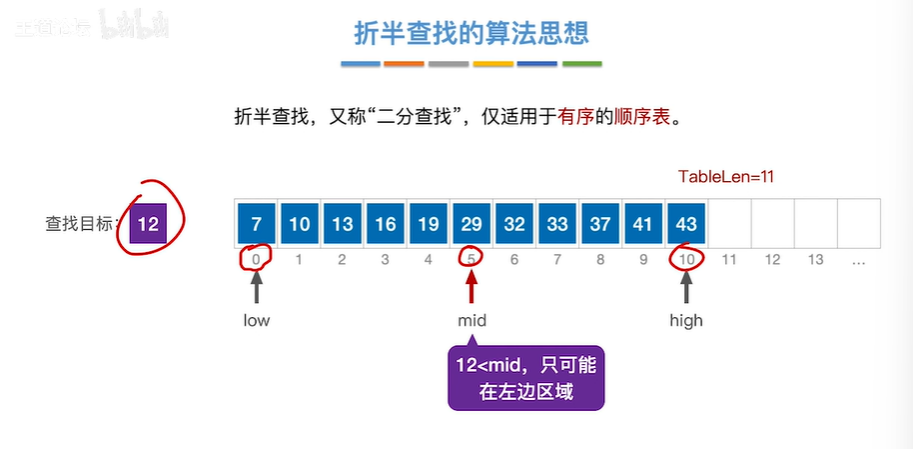 王道论坛 bilibili
折半查找的算法思想
折半查找，又称“二分查找”，仅适用于有序的顺序表。
TableLen=11
查找目标： 12 7 10 13 16 19 29 32 33 37 41 43
0 1 2 3 4 5 6 7 8 9 10 11 12 13 ...
low mid high
12<mid，只可能
在左边区域